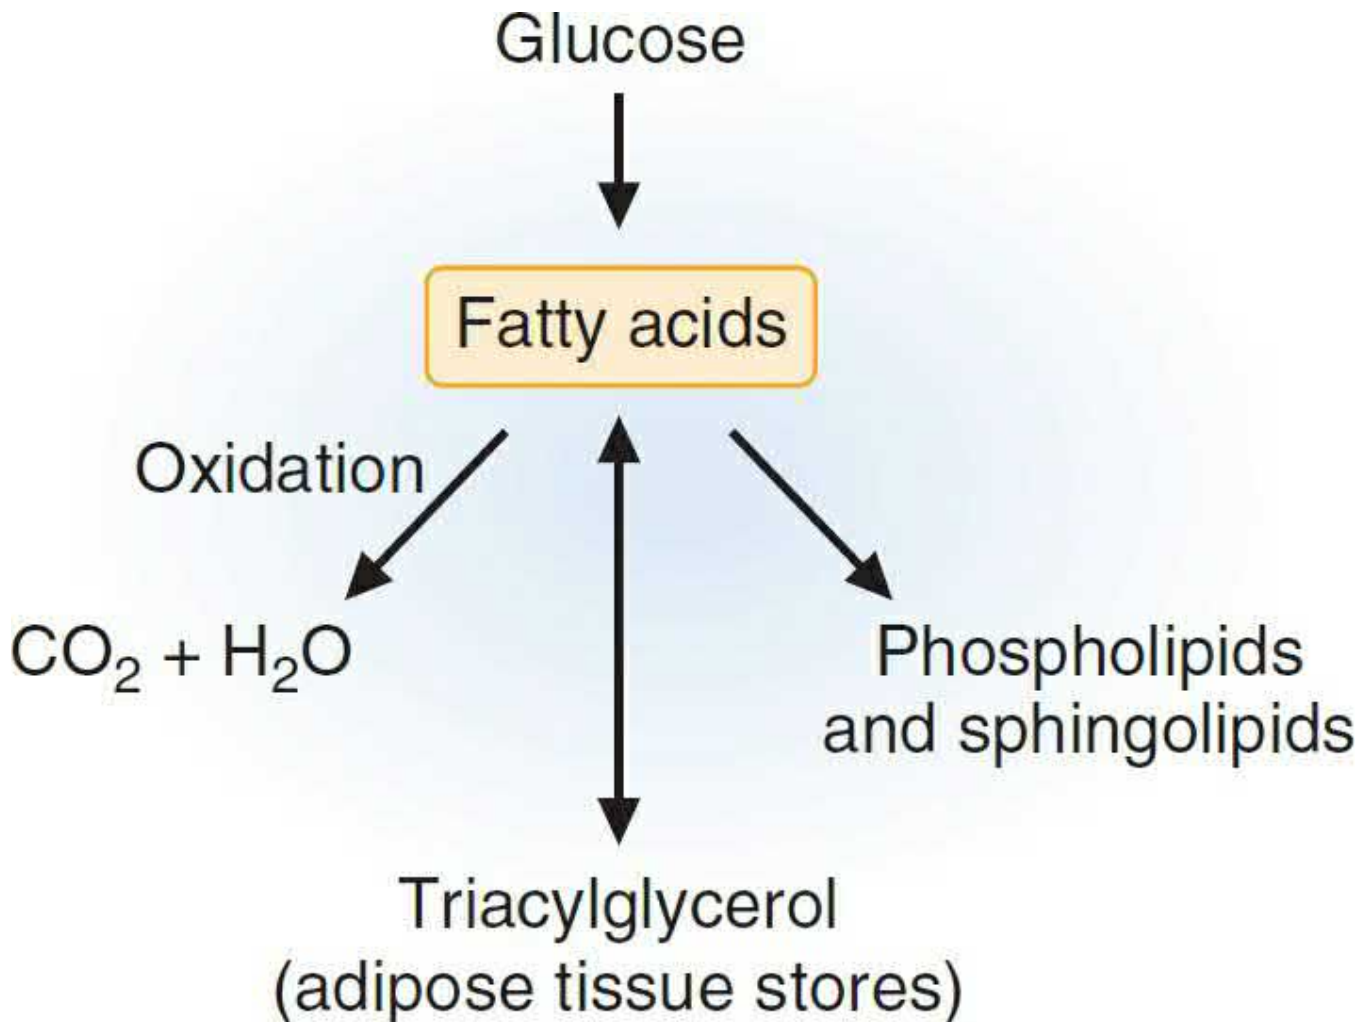 Glucose
Fatty acids
Oxidation
CO₂ + H₂O
Phospholipids
and sphingolipids
Triacylglycerol
(adipose tissue stores)